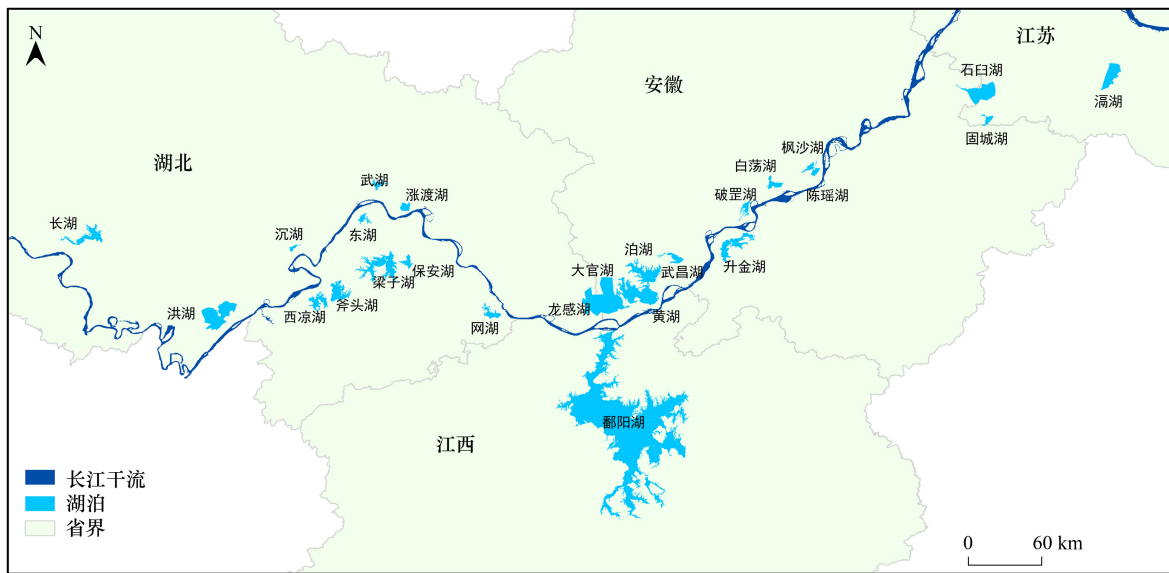 N
江苏
石臼湖
安徽
滆湖
固城湖
枫沙湖
湖北
白荡湖
武湖
陈瑶湖
涨渡湖
破罡湖
长湖
东湖
沉湖
泊湖
升金湖
大官湖
武昌湖
保安湖
梁子湖
斧头湖
西凉湖
洪湖
龙感湖
黄湖
网湖
鄱阳湖
江西
长江干流
湖泊
省界
0 60 km